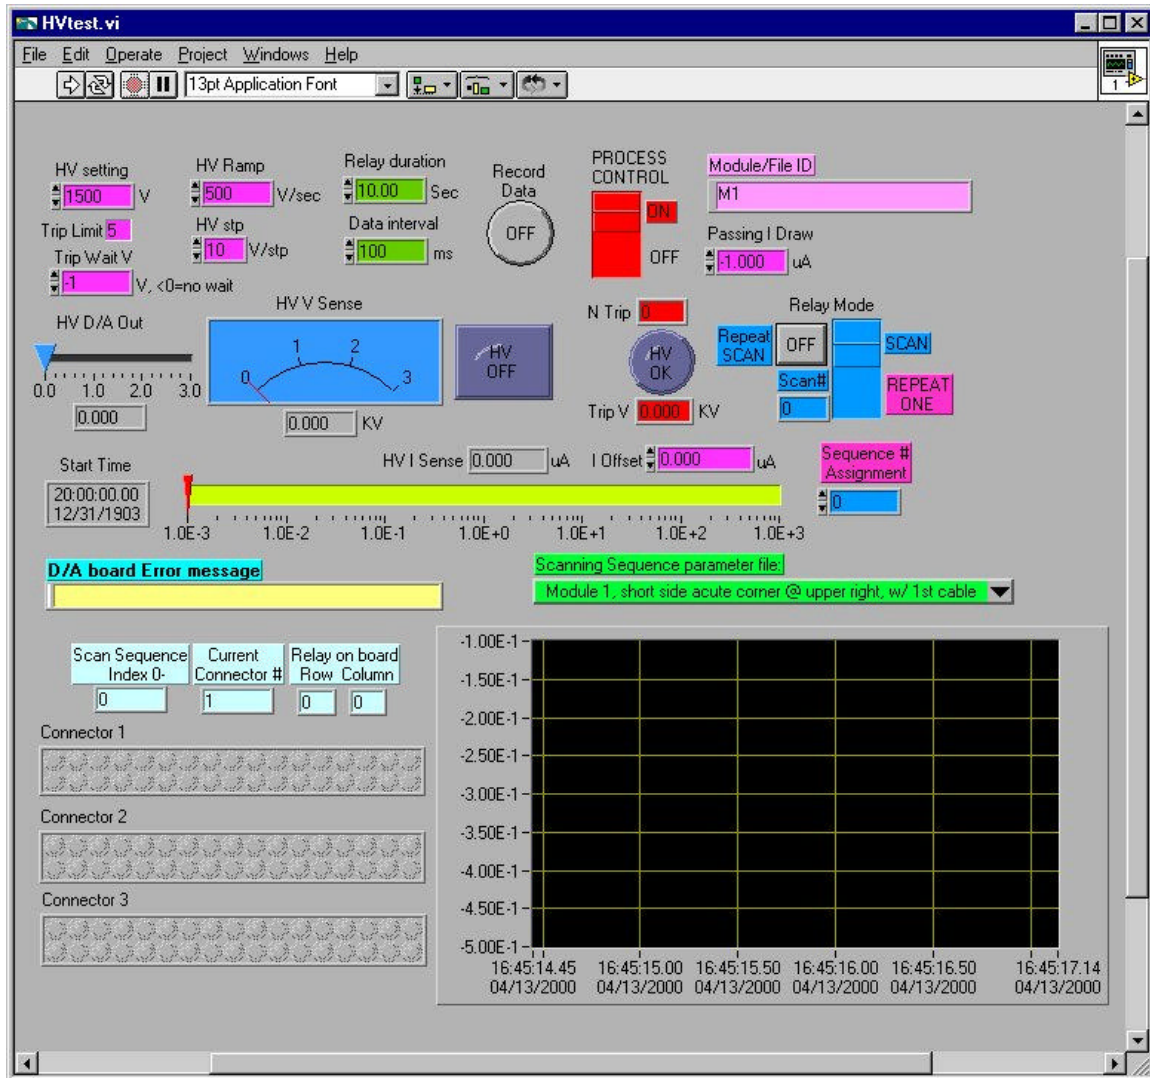 HVtest.vi
File Edit Operate Project Windows Help
13pt Application Font
1
HV setting
1500 V
HV Ramp
500 V/sec
Relay duration
10.00 Sec
Record
Data
OFF
PROCESS
CONTROL
ON
OFF
Module/File ID
M1
Trip Limit 5
HV stp
10 V/stp
Data interval
100 ms
Passing I Draw
-1.000 uA
Trip Wait V
-1 V, <0=no wait
HV D/A Out
0.0 1.0 2.0 3.0
0.000
HV V Sense
0 1 2 3
0.000 KV
HV
OFF
N Trip 0
HV
OK
Trip V 0.000 KV
Relay Mode
Repeat
SCAN
OFF
SCAN
Scan#
0
REPEAT
ONE
Start Time
20:00:00.00
12/31/1903
HV I Sense 0.000 uA
I Offset 0.000 uA
Sequence #
Assignment
0
1.0E-3 1.0E-2 1.0E-1 1.0E+0 1.0E+1 1.0E+2 1.0E+3
D/A board Error message
Scanning Sequence parameter file:
Module 1, short side acute corner @ upper right, w/ 1st cable
Scan Sequence
Index 0-
0
Current
Connector #
1
Relay on board
Row Column
0 0
Connector 1
Connector 2
Connector 3
-1.00E-1
-1.50E-1
-2.00E-1
-2.50E-1
-3.00E-1
-3.50E-1
-4.00E-1
-4.50E-1
-5.00E-1
16:45:14.45 16:45:15.00 16:45:15.50 16:45:16.00 16:45:16.50 16:45:17.14
04/13/2000 04/13/2000 04/13/2000 04/13/2000 04/13/2000 04/13/2000